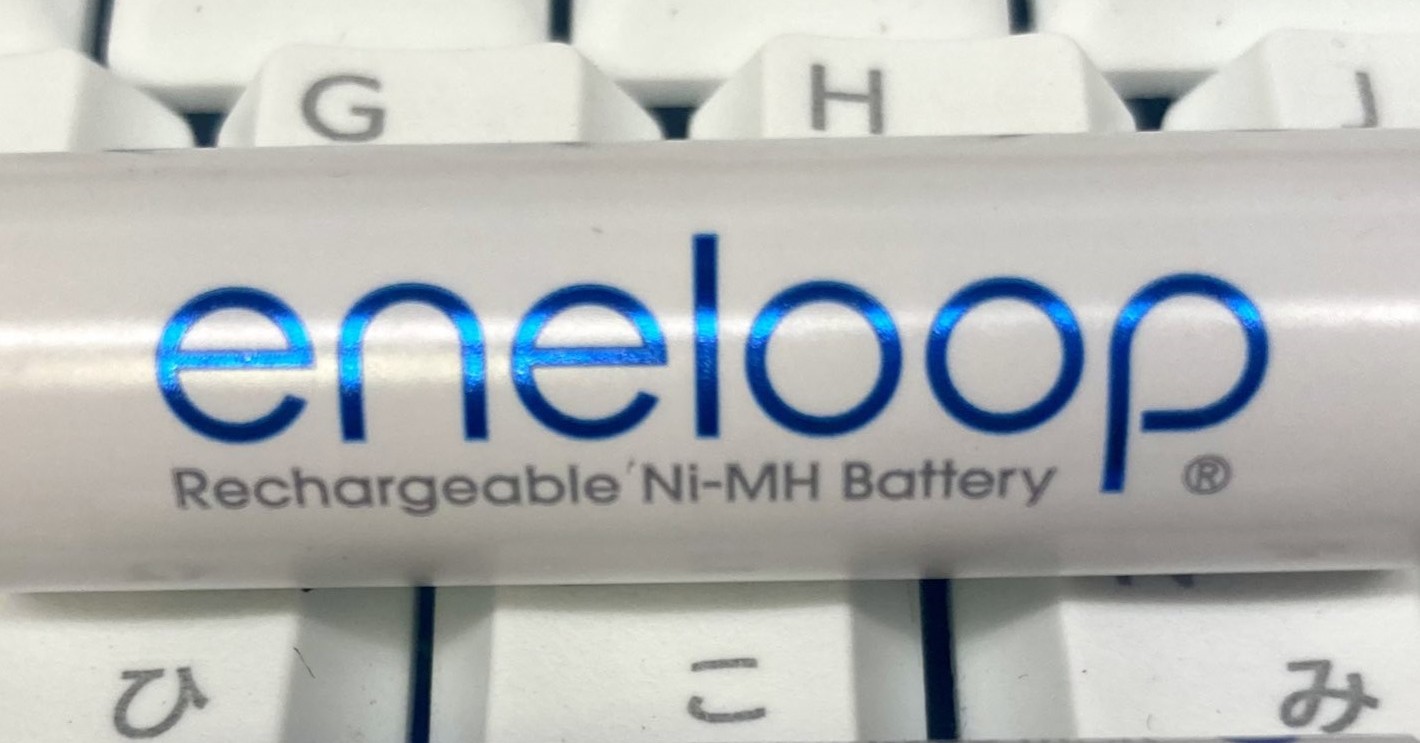 G H J
eneloop
Rechargeable Ni-MH Battery ®
ひ こ み